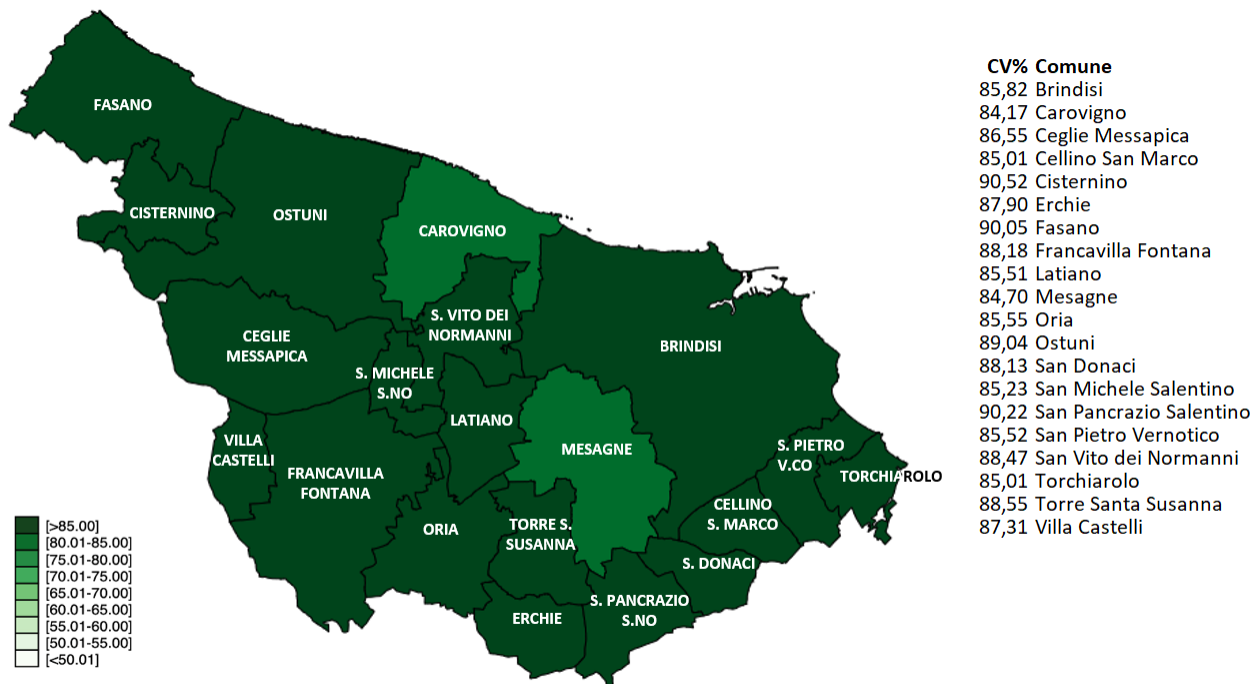 FASANO
CISTERNINO
OSTUNI
CAROVIGNO
S. VITO DEI
NORMANNI
CEGLIE
MESSAPICA
S. MICHELE
S.NO
BRINDISI
LATIANO
MESAGNE
VILLA
CASTELLI
FRANCAVILLA
FONTANA
S. PIETRO
V.CO
TORCHIAROLO
ORIA
TORRE S.
SUSANNA
CELLINO
S. MARCO
S. DONACI
S. PANCRAZIO
S.NO
ERCHIE
[>85.00]
[80.01-85.00]
[75.01-80.00]
[70.01-75.00]
[65.01-70.00]
[60.01-65.00]
[55.01-60.00]
[50.01-55.00]
[<50.01]
CV% Comune
85,82 Brindisi
84,17 Carovigno
86,55 Ceglie Messapica
85,01 Cellino San Marco
90,52 Cisternino
87,90 Erchie
90,05 Fasano
88,18 Francavilla Fontana
85,51 Latiano
84,70 Mesagne
85,55 Oria
89,04 Ostuni
88,13 San Donaci
85,23 San Michele Salentino
90,22 San Pancrazio Salentino
85,52 San Pietro Vernotico
88,47 San Vito dei Normanni
85,01 Torchiarolo
88,55 Torre Santa Susanna
87,31 Villa Castelli